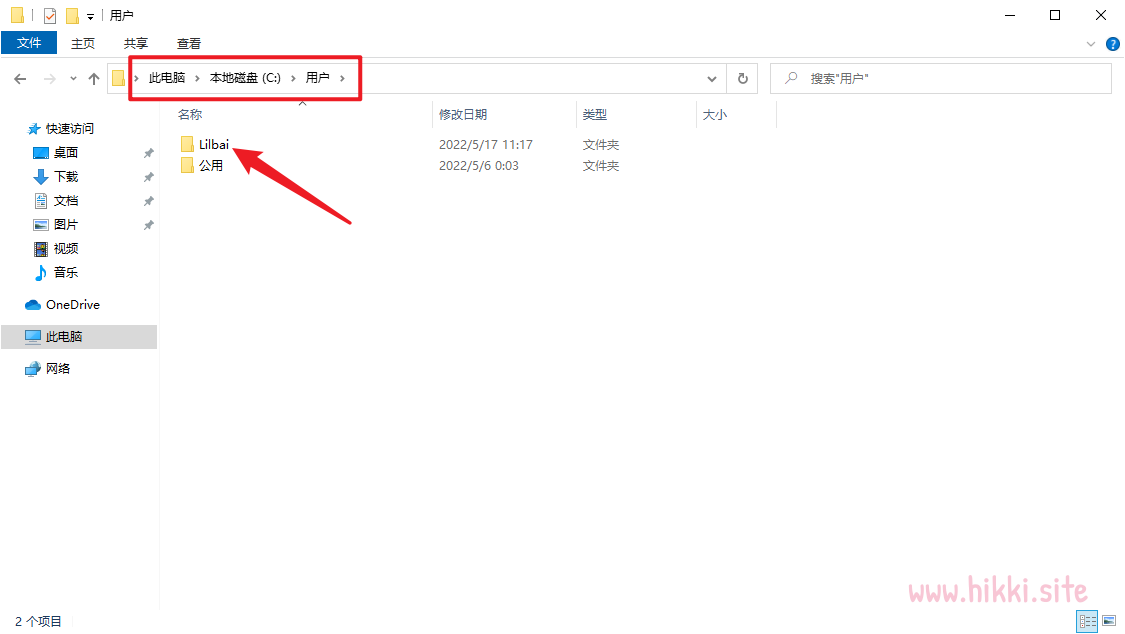 用户
文件 主页 共享 查看
此电脑 本地磁盘 (C:) 用户 搜索"用户"
名称 修改日期 类型 大小
快速访问
桌面
下载
文档
图片
视频
音乐
OneDrive
此电脑
网络
Lilbai 2022/5/17 11:17 文件夹
公用 2022/5/6 0:03 文件夹
www.hikki.site
2 个项目